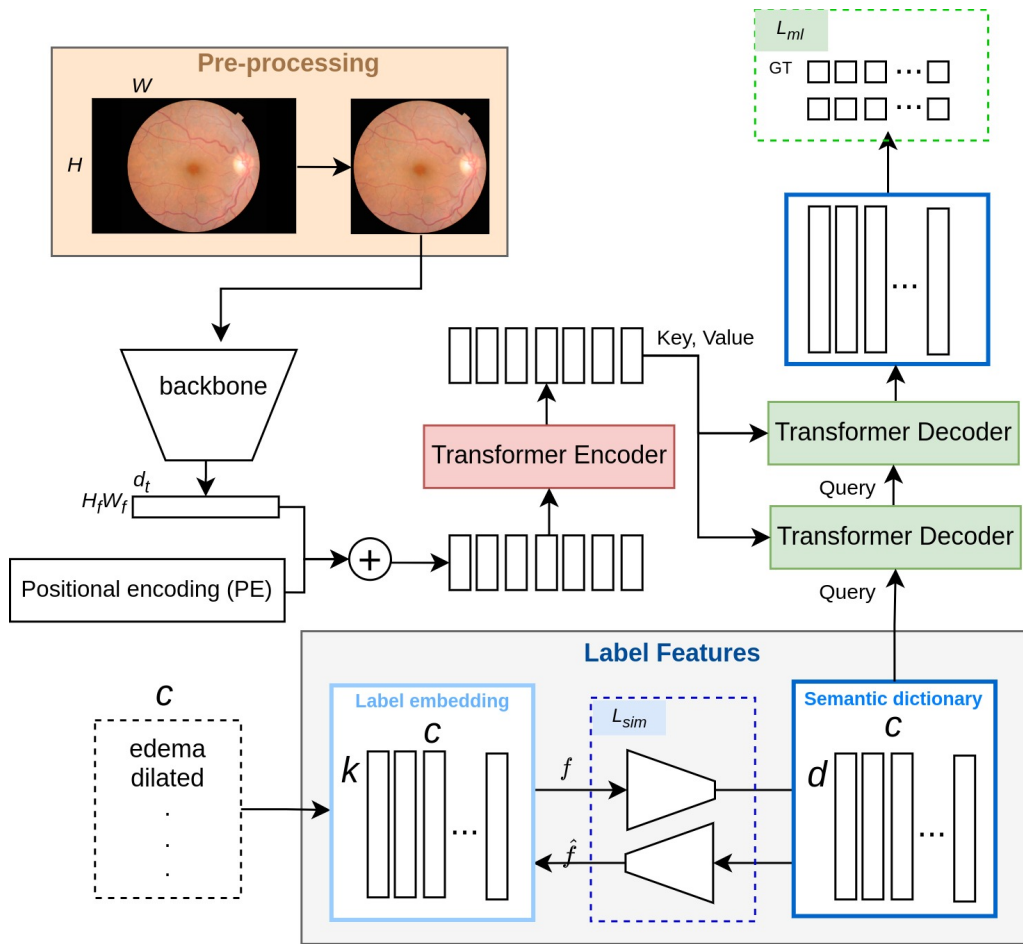 L_ml
GT
Pre-processing
W
H
backbone
d_t
H_fW_f
Positional encoding (PE)
+
Transformer Encoder
Key, Value
Transformer Decoder
Query
Transformer Decoder
Query
...
Label Features
c
edema
dilated
.
.
.
Label embedding
c
k
...
f
L_sim
f̂
Semantic dictionary
c
d
...